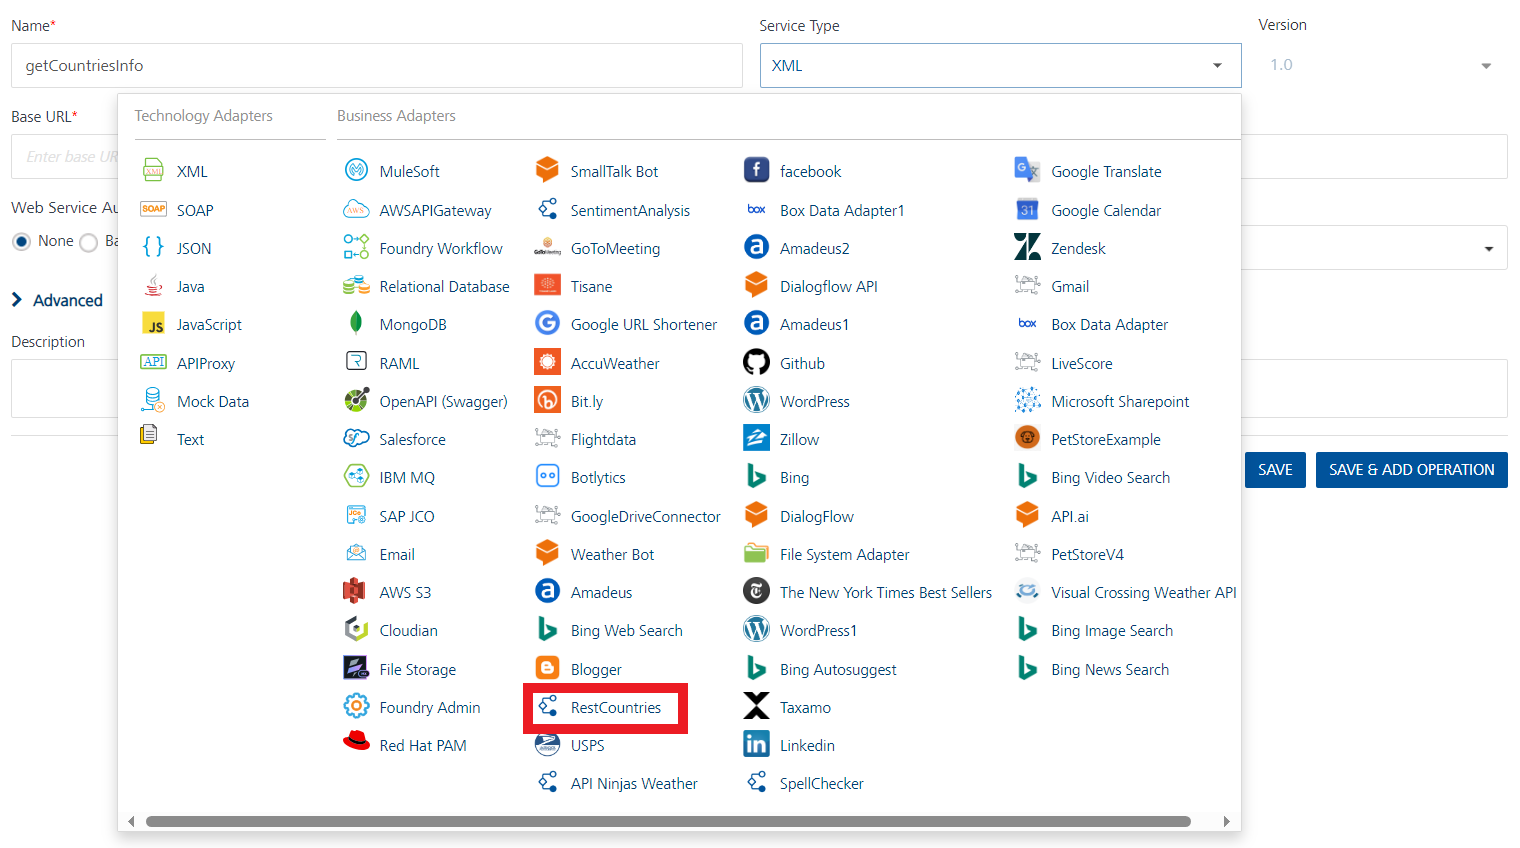 Name*
Service Type
Version
getCountriesInfo
XML
1.0
Base URL*
Enter base UR
Web Service Au
None
Ba
Advanced
Description
Technology Adapters
Business Adapters
XML
SOAP
JSON
Java
JavaScript
APIProxy
Mock Data
Text
MuleSoft
AWSAPIGateway
Foundry Workflow
Relational Database
MongoDB
RAML
OpenAPI (Swagger)
Salesforce
IBM MQ
SAP JCO
Email
AWS S3
Cloudian
File Storage
Foundry Admin
Red Hat PAM
SmallTalk Bot
SentimentAnalysis
GoToMeeting
Tisane
Google URL Shortener
AccuWeather
Bit.ly
Flightdata
Botlytics
GoogleDriveConnector
Weather Bot
Amadeus
Bing Web Search
Blogger
RestCountries
USPS
API Ninjas Weather
facebook
Box Data Adapter1
Amadeus2
Dialogflow API
Amadeus1
Github
WordPress
Zillow
Bing
DialogFlow
File System Adapter
The New York Times Best Sellers
WordPress1
Bing Autosuggest
Taxamo
Linkedin
SpellChecker
Google Translate
Google Calendar
Zendesk
Gmail
Box Data Adapter
LiveScore
Microsoft Sharepoint
PetStoreExample
Bing Video Search
API.ai
PetStoreV4
Visual Crossing Weather API
Bing Image Search
Bing News Search
SAVE
SAVE & ADD OPERATION